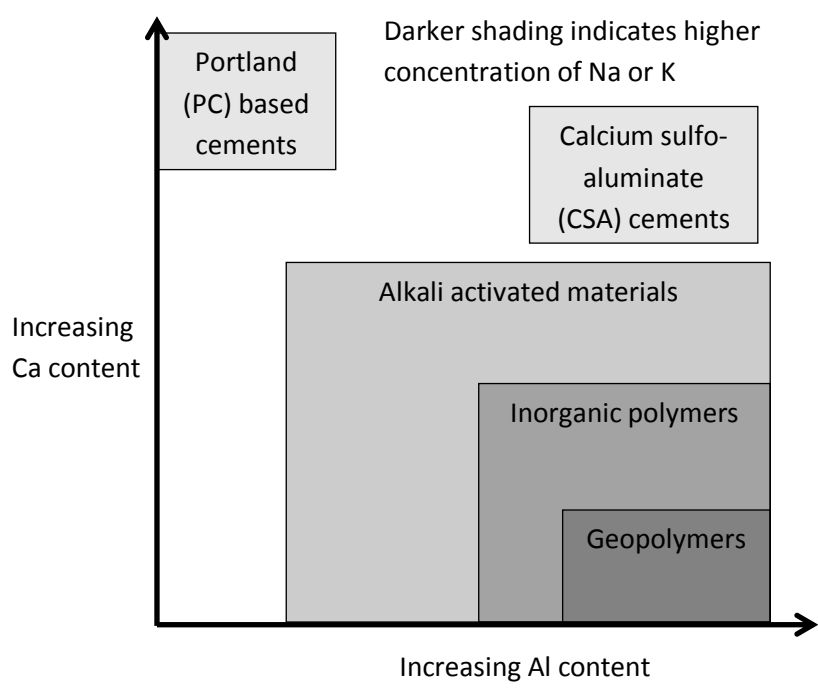 Darker shading indicates higher
concentration of Na or K
Portland
(PC) based
cements
Calcium sulfo-
aluminate
(CSA) cements
Alkali activated materials
Increasing
Ca content
Inorganic polymers
Geopolymers
Increasing Al content